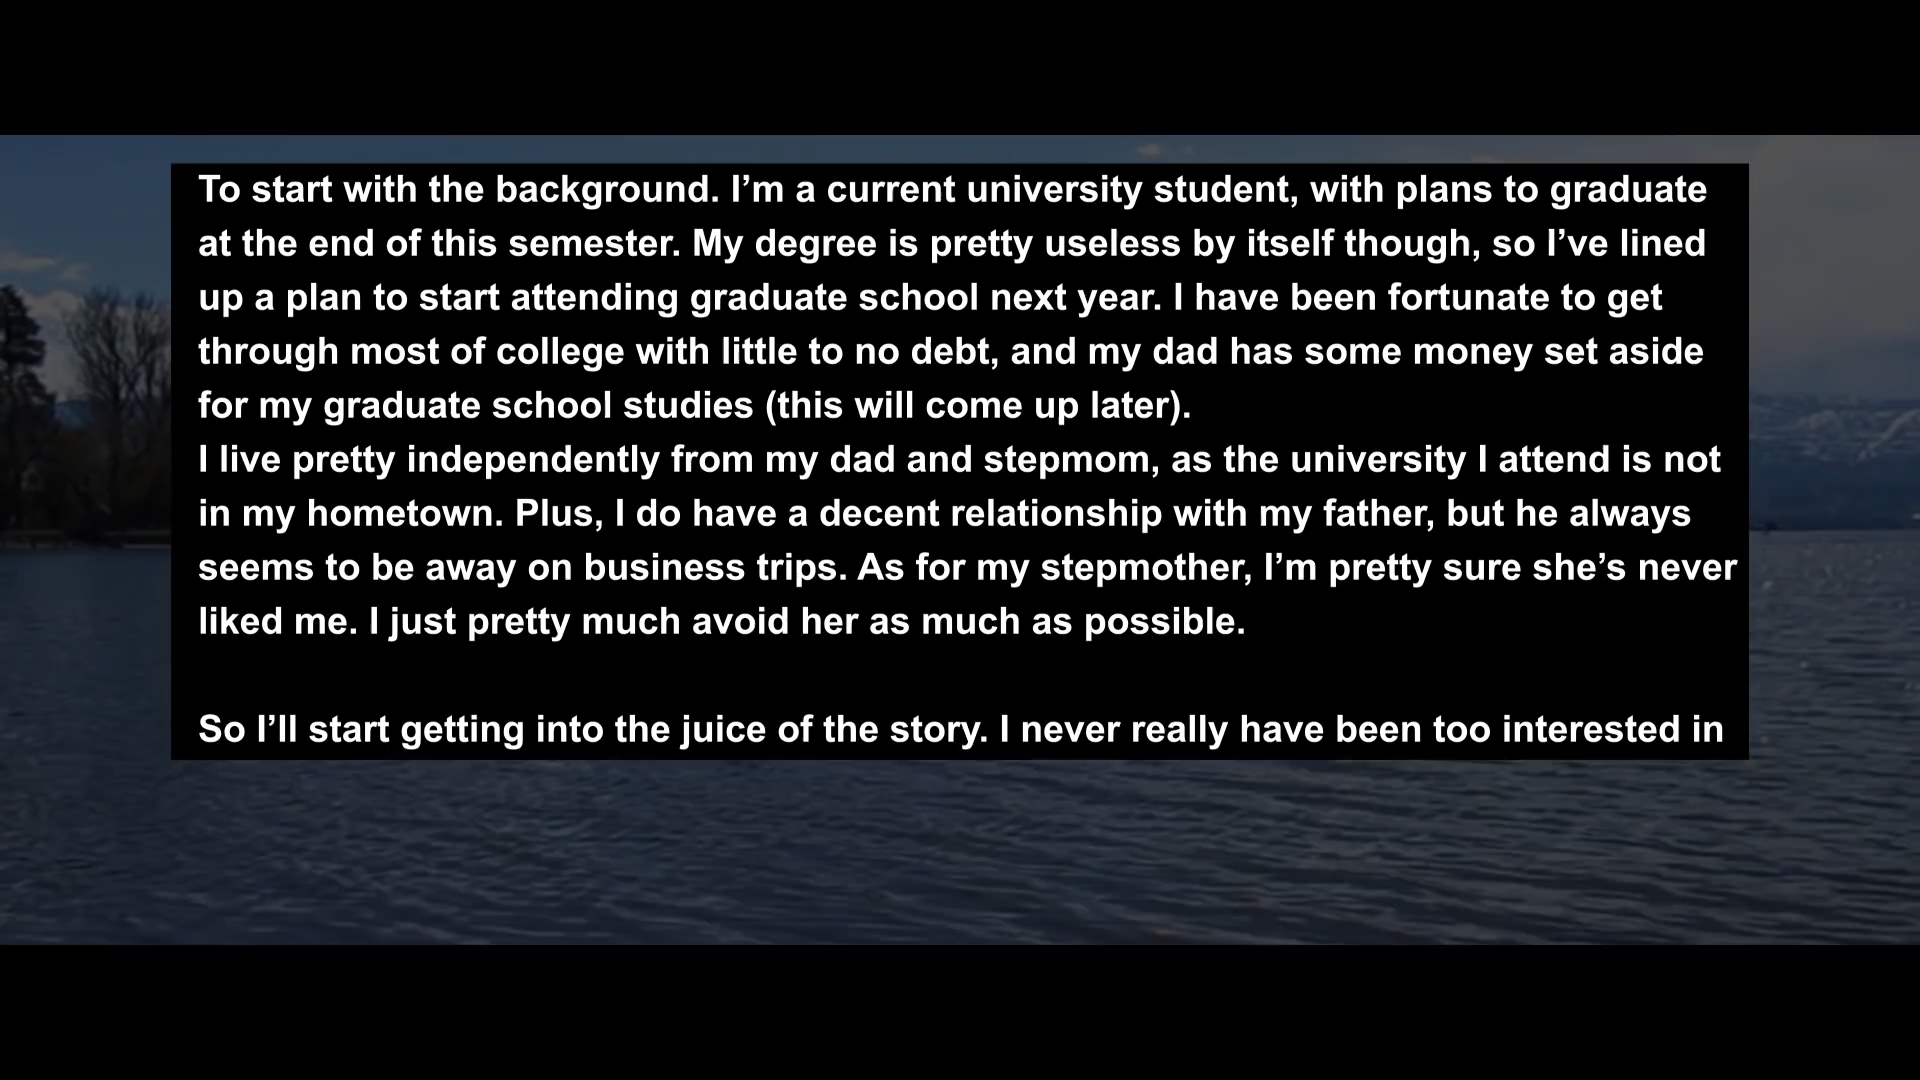 To start with the background. I’m a current university student, with plans to graduate
at the end of this semester. My degree is pretty useless by itself though, so I’ve lined
up a plan to start attending graduate school next year. I have been fortunate to get
through most of college with little to no debt, and my dad has some money set aside
for my graduate school studies (this will come up later).
I live pretty independently from my dad and stepmom, as the university I attend is not
in my hometown. Plus, I do have a decent relationship with my father, but he always
seems to be away on business trips. As for my stepmother, I’m pretty sure she’s never
liked me. I just pretty much avoid her as much as possible.
So I’ll start getting into the juice of the story. I never really have been too interested in